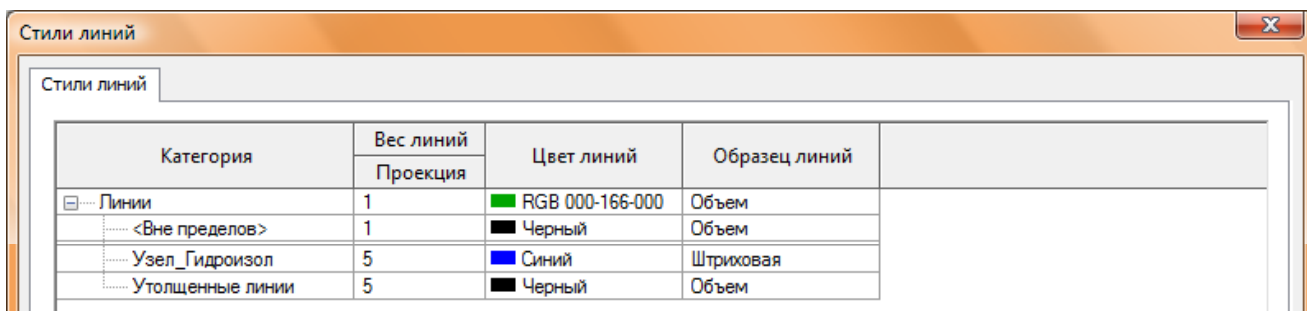 Стили линий
Стили линий
Категория Вес линий Цвет линий Образец линий
Проекция
Линии 1 RGB 000-166-000 Объем
<Вне пределов> 1 Черный Объем
Узел_Гидроизол 5 Синий Штриховая
Утолщенные линии 5 Черный Объем